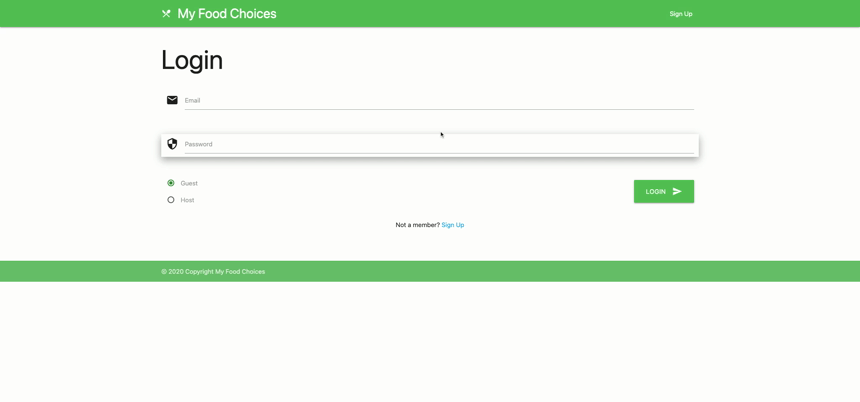 My Food Choices
Sign Up
Login
Email
Password
Guest
Host
LOGIN
Not a member? Sign Up
© 2020 Copyright My Food Choices